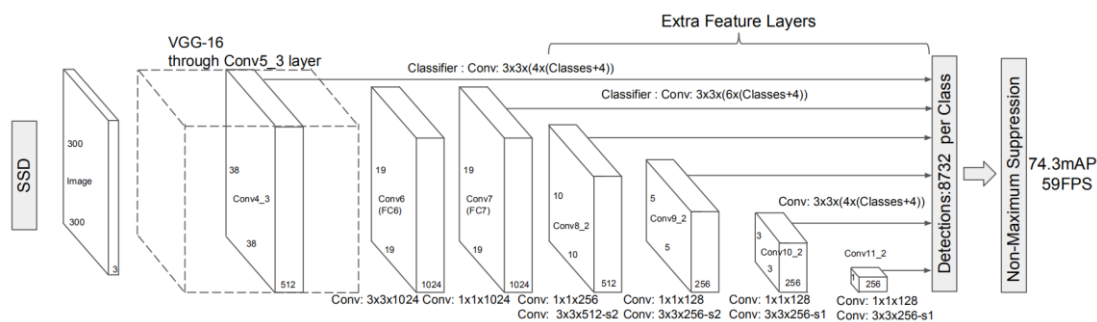 Extra Feature Layers
VGG-16
through Conv5_3 layer
Classifier : Conv: 3x3x(4x(Classes+4))
Classifier : Conv: 3x3x(6x(Classes+4))
SSD
300
Image
300
3
38
Conv4_3
38
512
19
Conv6
(FC6)
19
1024
19
Conv7
(FC7)
19
1024
10
Conv8_2
10
512
5
Conv9_2
5
256
Conv: 3x3x(4x(Classes+4))
3
Conv10_2
3
256
Conv11_2
1
256
Detections:8732 per Class
Non-Maximum Suppression
74.3mAP
59FPS
Conv: 3x3x1024
Conv: 1x1x1024
Conv: 1x1x256
Conv: 3x3x512-s2
Conv: 1x1x128
Conv: 3x3x256-s2
Conv: 1x1x128
Conv: 3x3x256-s1
Conv: 1x1x128
Conv: 3x3x256-s1